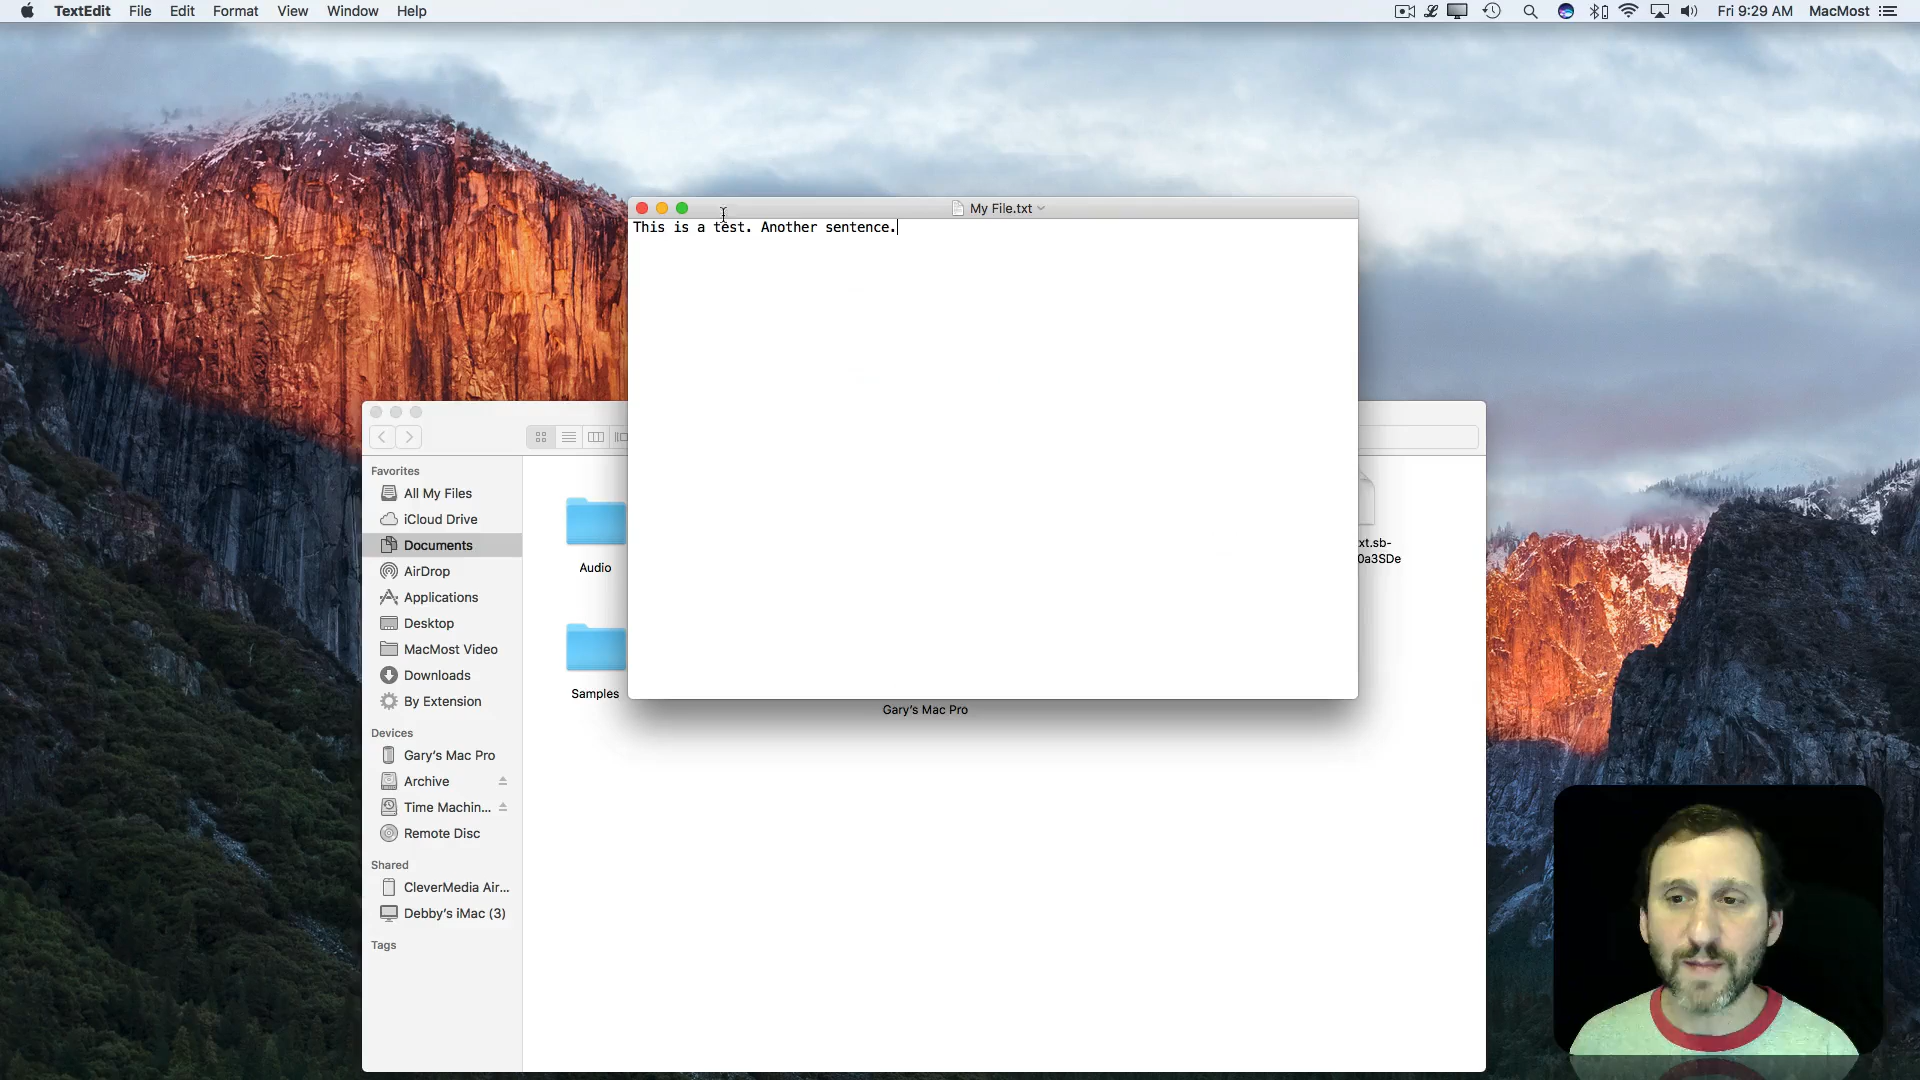 TextEdit File Edit Format View Window Help
Fri 9:29 AM MacMost
My File.txt
This is a test. Another sentence.
Favorites
All My Files
iCloud Drive
Documents
AirDrop
Applications
Desktop
MacMost Video
Downloads
By Extension
Devices
Gary's Mac Pro
Archive
Time Machin...
Remote Disc
Shared
CleverMedia Air...
Debby's iMac (3)
Tags
Audio
Samples
Gary's Mac Pro
xt.sb-
0a3SDe